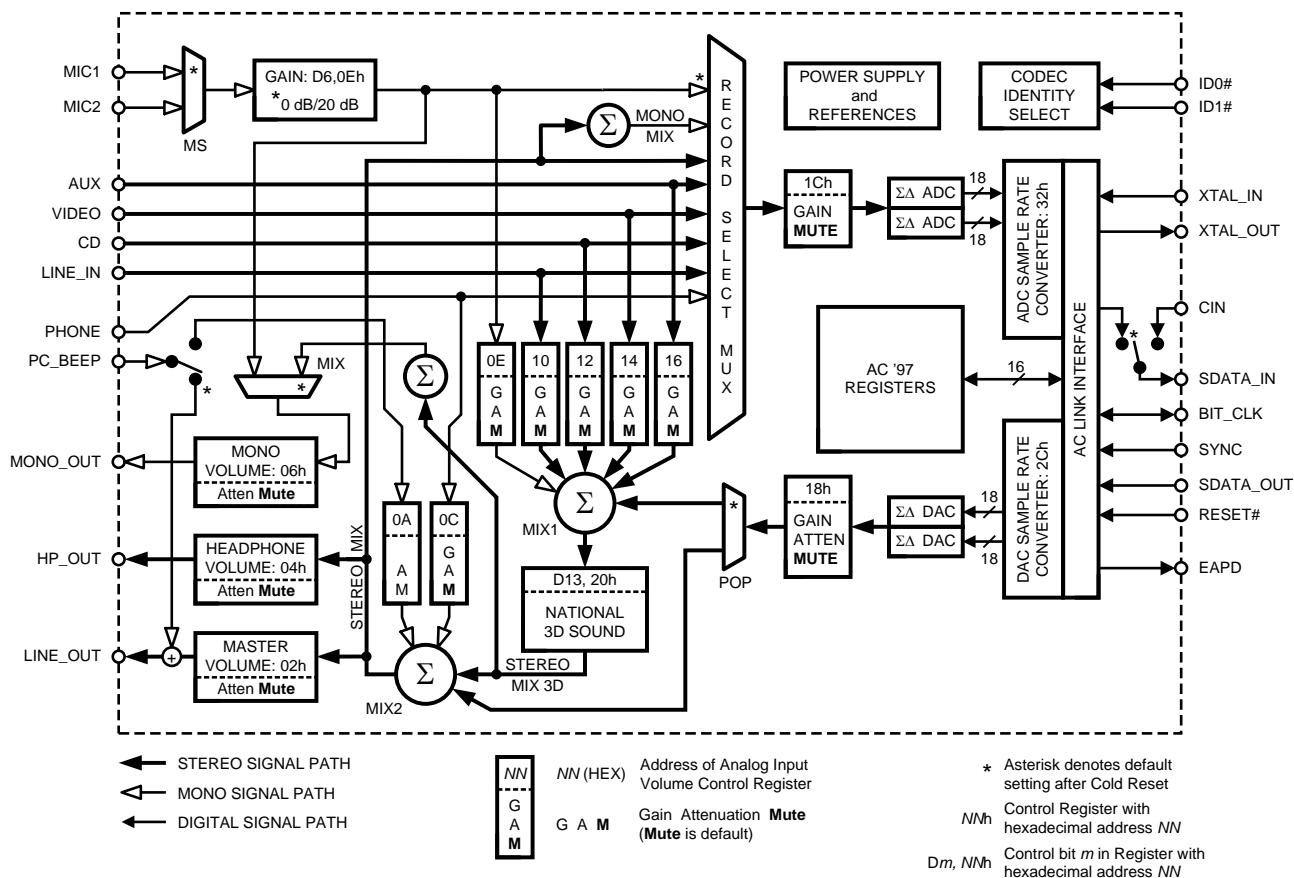 MIC1
MIC2
*
MS
GAIN: D6,0Eh
*0 dB/20 dB
*
Σ
MONO
MIX
RECORD SELECT MUX
POWER SUPPLY
and
REFERENCES
CODEC
IDENTITY
SELECT
ID0#
ID1#
AUX
VIDEO
CD
LINE_IN
PHONE
PC_BEEP
*
MIX
*
Σ
1Ch
GAIN
MUTE
ΣΔ ADC
ΣΔ ADC
18
18
ADC SAMPLE RATE
CONVERTER: 32h
AC LINK INTERFACE
XTAL_IN
XTAL_OUT
CIN
*
SDATA_IN
BIT_CLK
SYNC
SDATA_OUT
RESET#
EAPD
AC '97
REGISTERS
16
0E
G
A
M
10
G
A
M
12
G
A
M
14
G
A
M
16
G
A
M
MONO_OUT
MONO
VOLUME: 06h
Atten Mute
HP_OUT
HEADPHONE
VOLUME: 04h
Atten Mute
LINE_OUT
+
MASTER
VOLUME: 02h
Atten Mute
STEREO MIX
0A
A
M
0C
G
A
M
Σ
MIX1
Σ
MIX2
D13, 20h
NATIONAL
3D SOUND
STEREO
MIX 3D
*
POP
18h
GAIN
ATTEN
MUTE
ΣΔ DAC
ΣΔ DAC
18
18
DAC SAMPLE RATE
CONVERTER: 2Ch
STEREO SIGNAL PATH
MONO SIGNAL PATH
DIGITAL SIGNAL PATH
NN
G
A
M
NN (HEX)
Address of Analog Input
Volume Control Register
G A M
Gain Attenuation Mute
(Mute is default)
* Asterisk denotes default
setting after Cold Reset
NNh Control Register with
hexadecimal address NN
Dm, NNh Control bit m in Register with
hexadecimal address NN